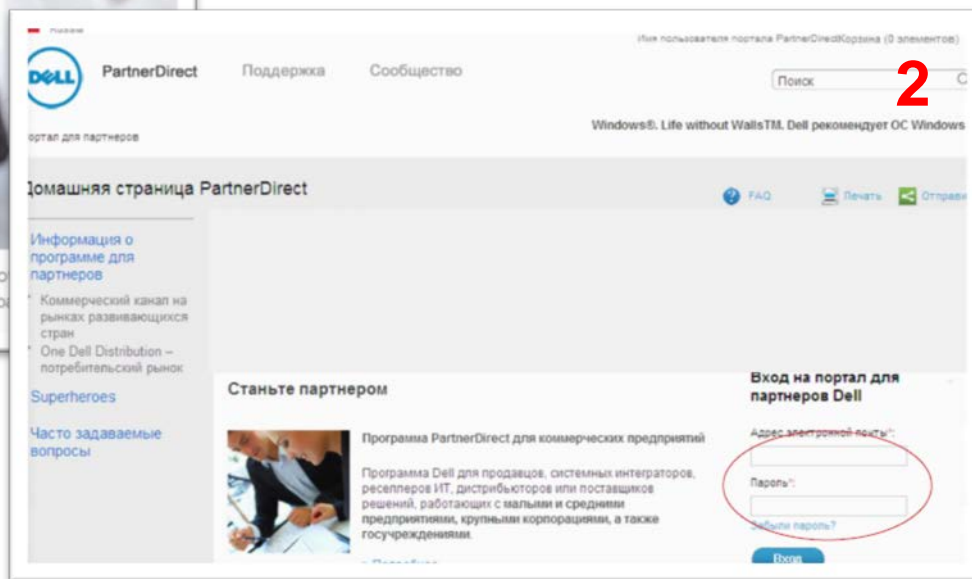 Имя пользователя портала PartnerDirectКорзина (0 элементов)
DELL
PartnerDirect
Поддержка
Сообщество
Поиск
2
Windows®. Life without WallsTM. Dell рекомендует ОС Windows
портал для партнеров
Домашняя страница PartnerDirect
FAQ
Печать
Информация о
программе для
партнеров
Коммерческий канал на
рынках развивающихся
стран
One Dell Distribution –
потребительский рынок
Superheroes
Часто задаваемые
вопросы
Станьте партнером
Программа PartnerDirect для коммерческих предприятий
Программа Dell для продавцов, системных интеграторов,
реселлеров ИТ, дистрибьюторов или поставщиков
решений, работающих с малыми и средними
предприятиями, крупными корпорациями, а также
госучреждениями.
Вход на портал для
партнеров Dell
Адрес электронной почты*:
Пароль*:
Забыли пароль?
Вход